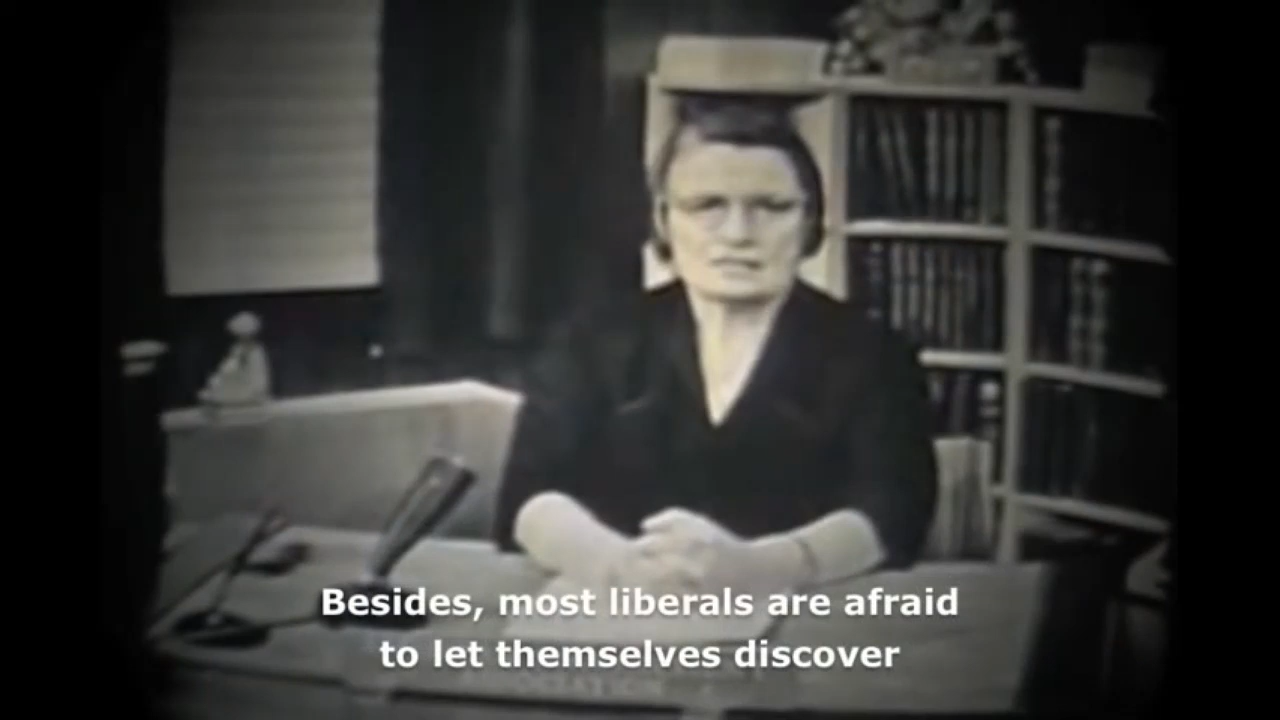 Besides, most liberals are afraid
to let themselves discover